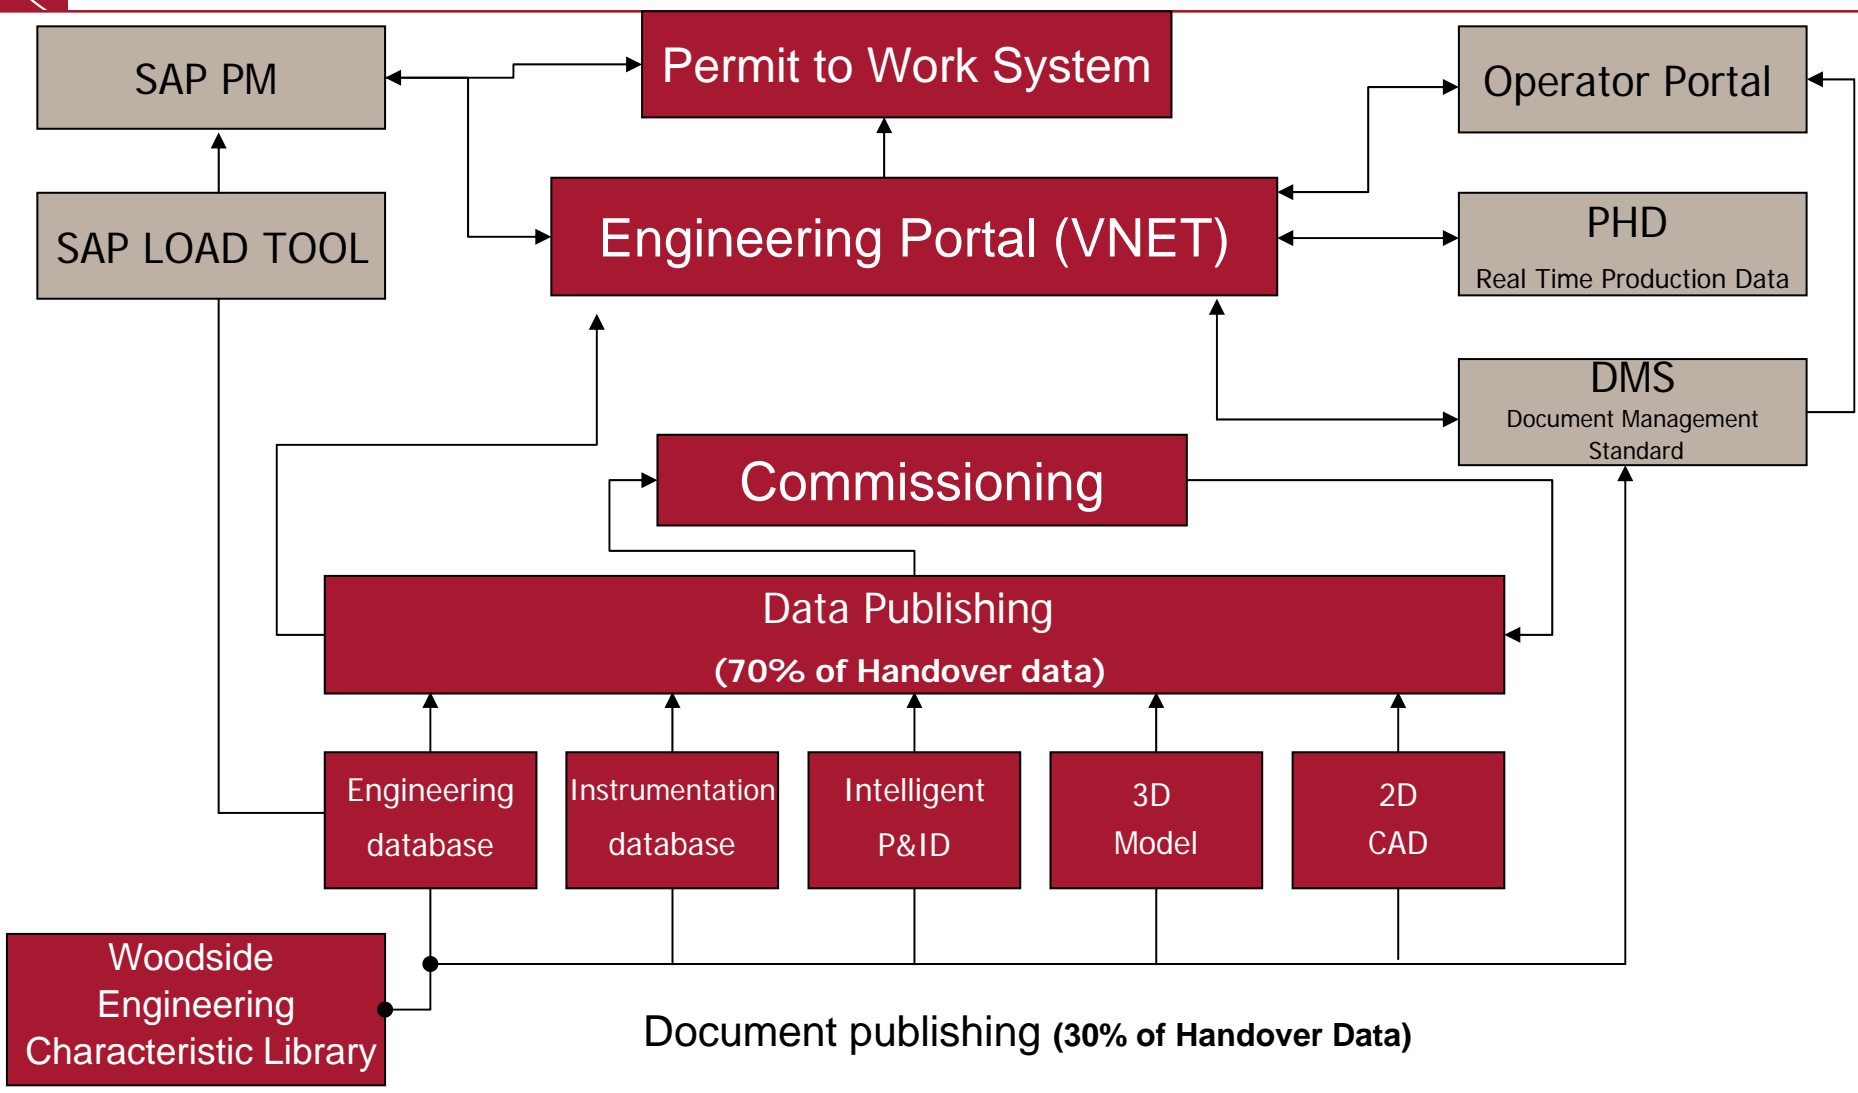 SAP PM
Permit to Work System
Operator Portal
SAP LOAD TOOL
Engineering Portal (VNET)
PHD
Real Time Production Data
DMS
Document Management
Standard
Commissioning
Data Publishing
(70% of Handover data)
Engineering
database
Instrumentation
database
Intelligent
P&ID
3D
Model
2D
CAD
Woodside
Engineering
Characteristic Library
Document publishing (30% of Handover Data)